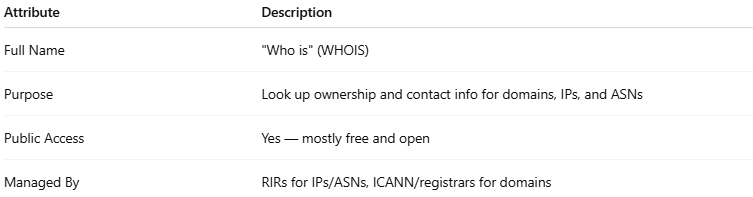 Attribute Description
Full Name "Who is" (WHOIS)
Purpose Look up ownership and contact info for domains, IPs, and ASNs
Public Access Yes — mostly free and open
Managed By RIRs for IPs/ASNs, ICANN/registrars for domains